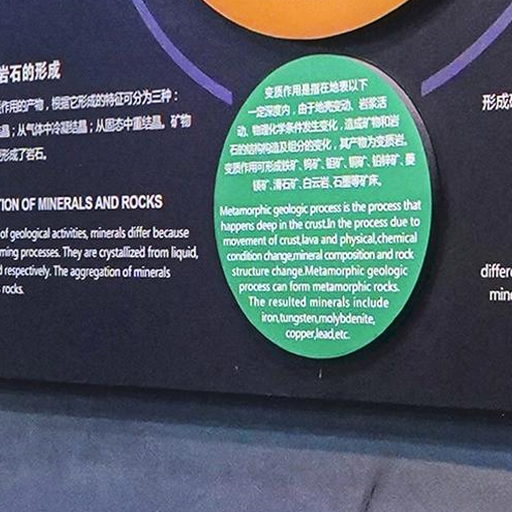 岩石的形成
作用的产物，根据它形成的特征可分为三种：
结晶；从气体中冷凝结晶；从固态中重结晶。矿物
形成了岩石。
TION OF MINERALS AND ROCKS
of geological activities, minerals differ because
ming processes. They are crystallized from liquid,
d respectively. The aggregation of minerals
rocks.
变质作用是指在地表以下
一定深度内，由于地壳变动、岩浆活
动、物理化学条件发生变化，造成矿物和岩
石的结构构造及组分的变化，其产物为变质岩。
变质作用可形成铁矿、钨矿、钼矿、铜矿、铅锌矿、菱
镁矿、滑石矿、白云岩、石墨等矿床。
Metamorphic geologic process is the process that
happens deep in the crust.In the process due to
movement of crust,lava and physical,chemical
condition change,mineral composition and rock
structure change.Metamorphic geologic
process can form metamorphic rocks.
The resulted minerals include
iron,tungsten,molybdenite,
copper,lead,etc.
形成
differe
mine